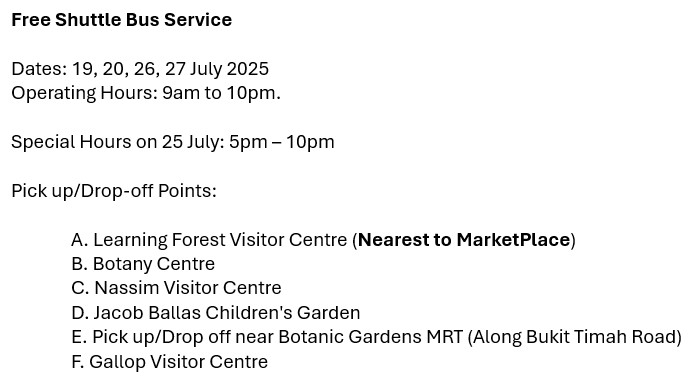 Free Shuttle Bus Service
Dates: 19, 20, 26, 27 July 2025
Operating Hours: 9am to 10pm.
Special Hours on 25 July: 5pm – 10pm
Pick up/Drop-off Points:
A. Learning Forest Visitor Centre (Nearest to MarketPlace)
B. Botany Centre
C. Nassim Visitor Centre
D. Jacob Ballas Children's Garden
E. Pick up/Drop off near Botanic Gardens MRT (Along Bukit Timah Road)
F. Gallop Visitor Centre